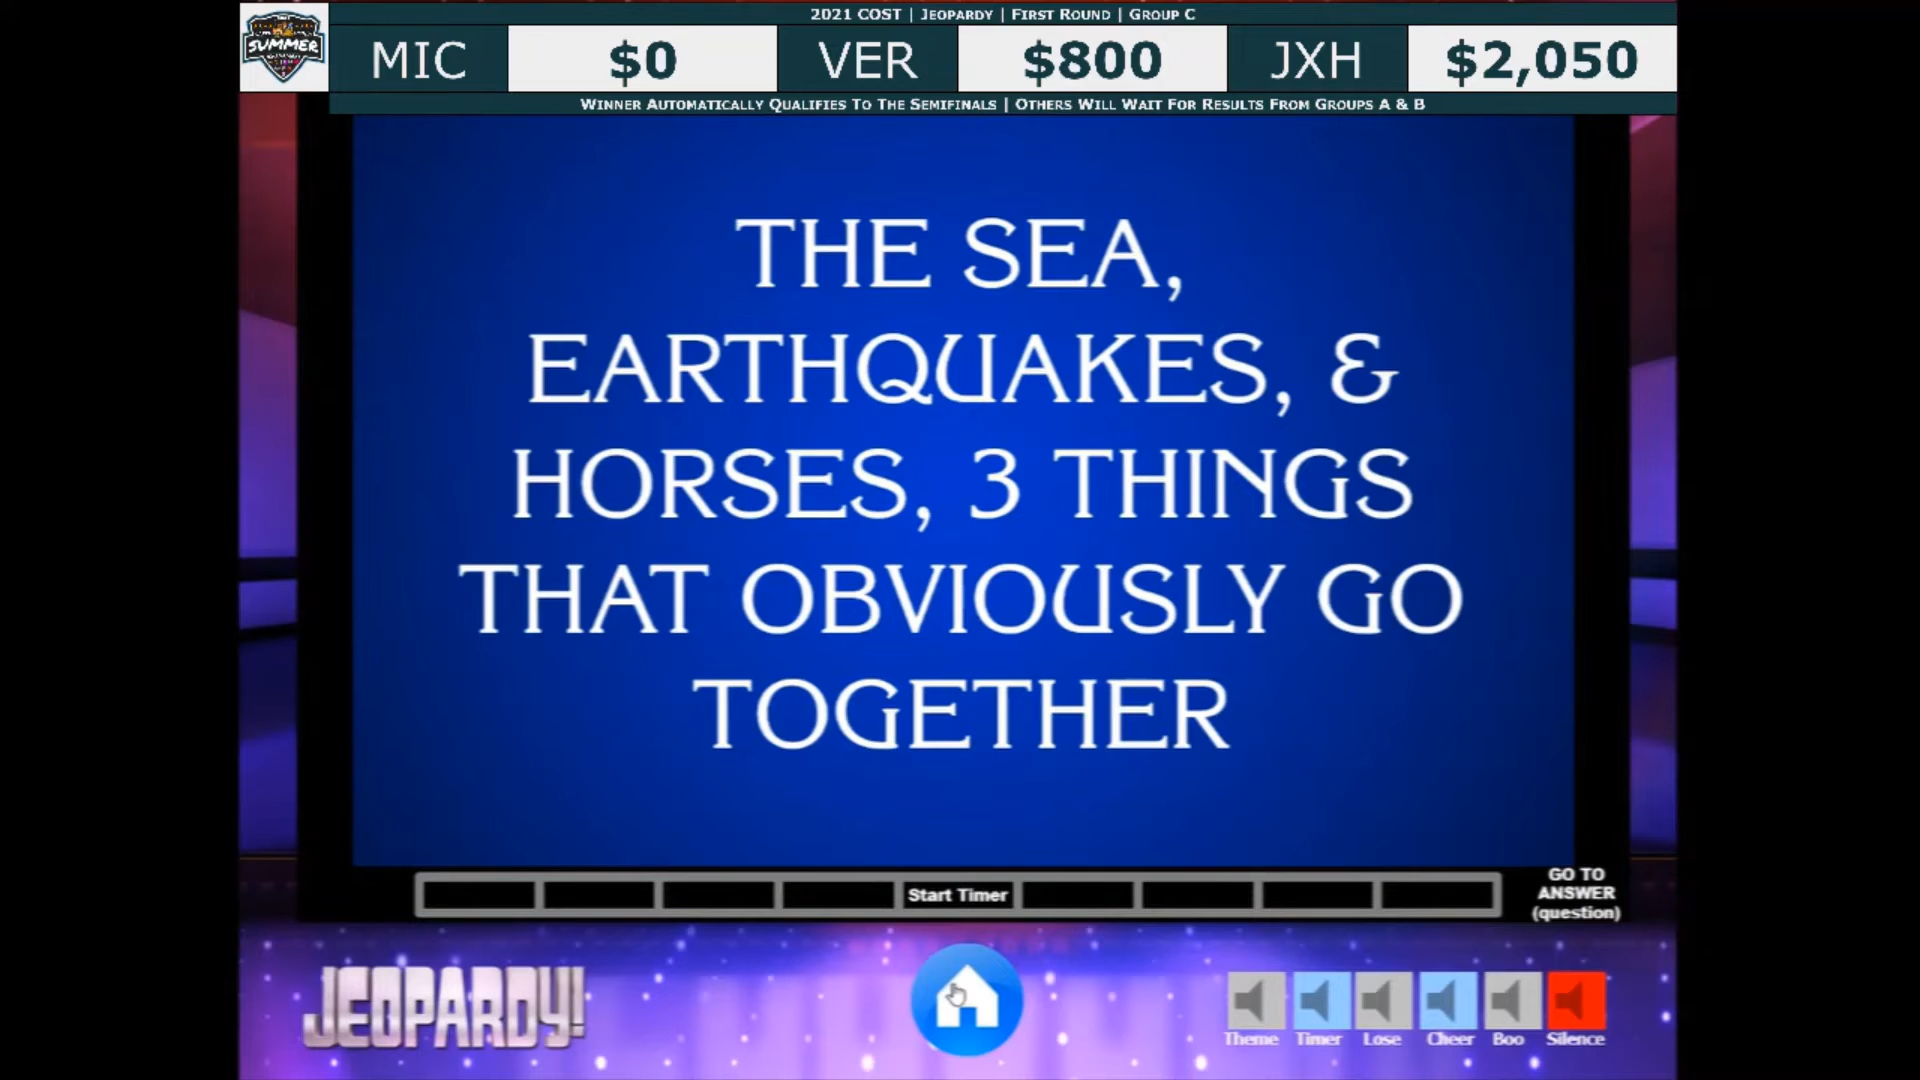 2021 COST | JEOPARDY | FIRST ROUND | GROUP C
SUMMER
MIC $0 VER $800 JXH $2,050
WINNER AUTOMATICALLY QUALIFIES TO THE SEMIFINALS | OTHERS WILL WAIT FOR RESULTS FROM GROUPS A & B
THE SEA,
EARTHQUAKES, &
HORSES, 3 THINGS
THAT OBVIOUSLY GO
TOGETHER
Start Timer
GO TO
ANSWER
(question)
JEOPARDY!
Theme Timer Lose Cheer Boo Silence